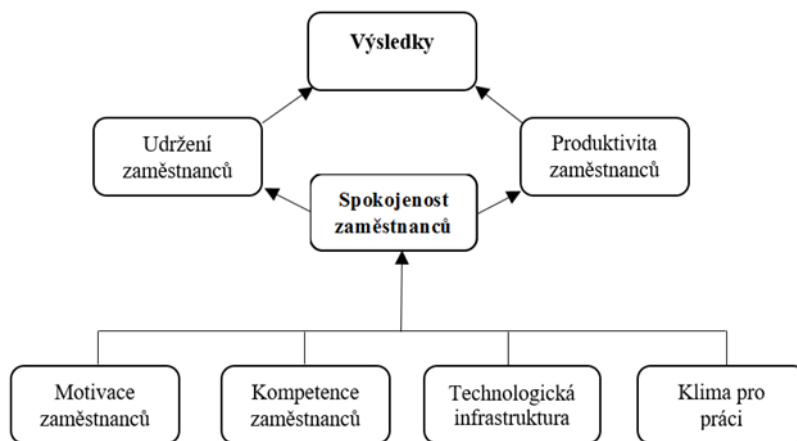 Výsledky
Udržení
zaměstnanců
Produktivita
zaměstnanců
Spokojenost
zaměstnanců
Motivace
zaměstnanců
Kompetence
zaměstnanců
Technologická
infrastruktura
Klima pro
práci